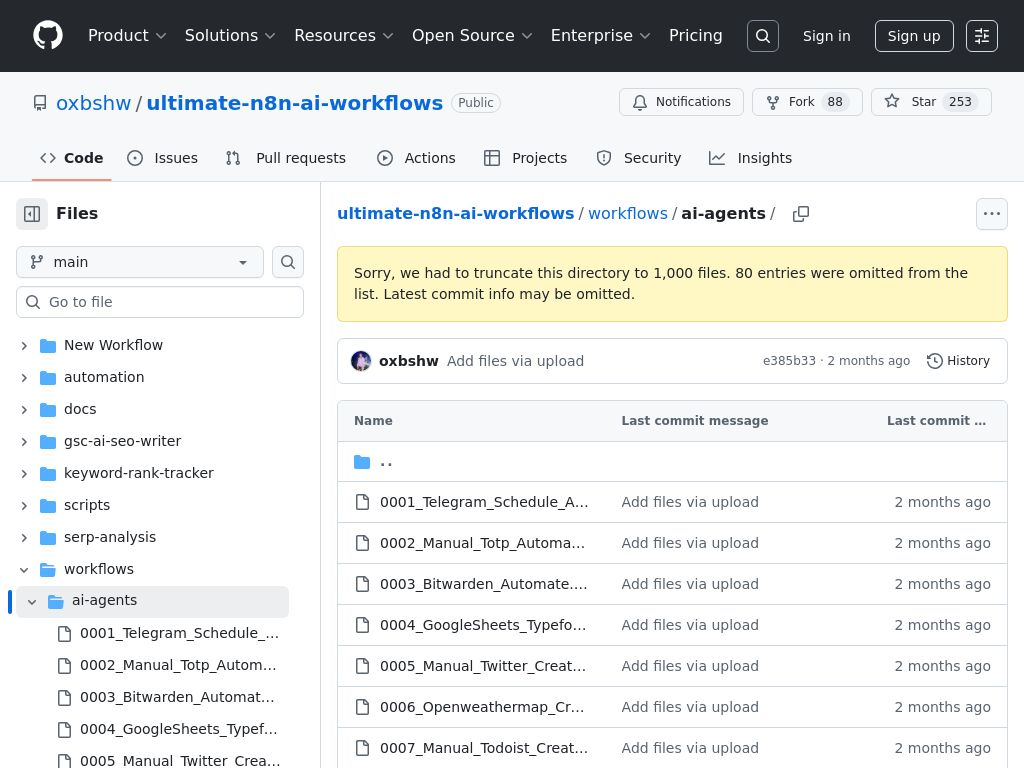 Product Solutions Resources Open Source Enterprise Pricing Sign in Sign up
oxbshw / ultimate-n8n-ai-workflows Public Notifications Fork 88 Star 253
Code Issues Pull requests Actions Projects Security Insights
Files
main
Go to file
New Workflow
automation
docs
gsc-ai-seo-writer
keyword-rank-tracker
scripts
serp-analysis
workflows
ai-agents
0001_Telegram_Schedule_...
0002_Manual_Totp_Autom...
0003_Bitwarden_Automat...
0004_GoogleSheets_Typef...
0005_Manual_Twitter_Crea...
ultimate-n8n-ai-workflows / workflows / ai-agents /
Sorry, we had to truncate this directory to 1,000 files. 80 entries were omitted from the
list. Latest commit info may be omitted.
oxbshw Add files via upload e385b33 · 2 months ago History
Name Last commit message Last commit ...
..
0001_Telegram_Schedule_A... Add files via upload 2 months ago
0002_Manual_Totp_Automa... Add files via upload 2 months ago
0003_Bitwarden_Automate.... Add files via upload 2 months ago
0004_GoogleSheets_Typefo... Add files via upload 2 months ago
0005_Manual_Twitter_Creat... Add files via upload 2 months ago
0006_Openweathermap_Cr... Add files via upload 2 months ago
0007_Manual_Todoist_Creat... Add files via upload 2 months ago